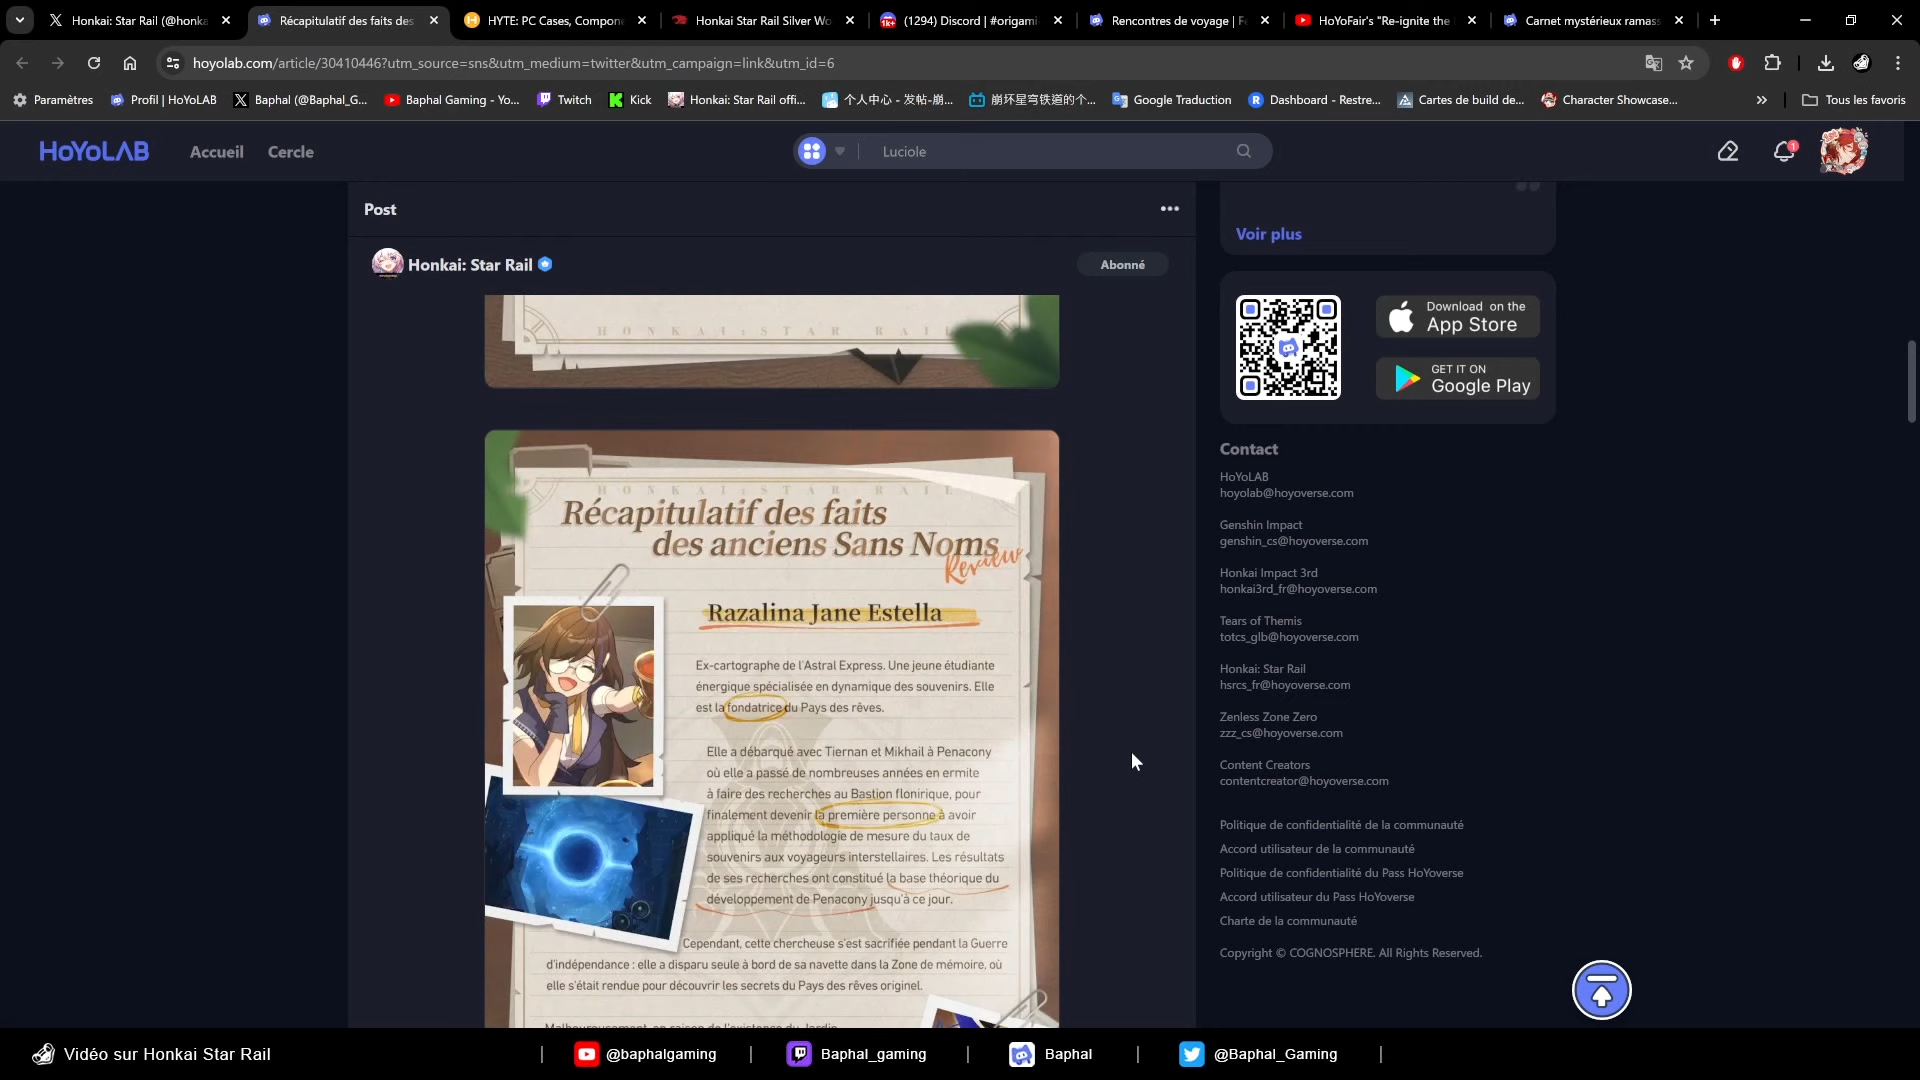 Honkai: Star Rail (@honka
Récapitulatif des faits des
HYTE: PC Cases, Compone
Honkai Star Rail Silver Wo
(1294) Discord | #origami
Rencontres de voyage | Fe
HoYoFair's "Re-ignite the
Carnet mystérieux ramas
hoyolab.com/article/30410446?utm_source=sns&utm_medium=twitter&utm_campaign=link&utm_id=6
Paramètres
Profil | HoYoLAB
Baphal (@Baphal_G...
Baphal Gaming - Yo...
Twitch
Kick
Honkai: Star Rail offi...
个人中心 - 发帖-崩...
崩坏星穹铁道的个...
Google Traduction
Dashboard - Restre...
Cartes de build de...
Character Showcase...
Tous les favoris
HoYoLAB
Accueil
Cercle
Luciole
1
Post
Honkai: Star Rail
Abonné
Voir plus
HONKAI: STAR RAIL
Download on the
App Store
GET IT ON
Google Play
Contact
HoYoLAB
hoyolab@hoyoverse.com
Genshin Impact
genshin_cs@hoyoverse.com
Honkai Impact 3rd
honkai3rd_fr@hoyoverse.com
Tears of Themis
totcs_glb@hoyoverse.com
Honkai: Star Rail
hsrcs_fr@hoyoverse.com
Zenless Zone Zero
zzz_cs@hoyoverse.com
Content Creators
contentcreator@hoyoverse.com
Politique de confidentialité de la communauté
Accord utilisateur de la communauté
Politique de confidentialité du Pass HoYoverse
Accord utilisateur du Pass HoYoverse
Charte de la communauté
Copyright © COGNOSPHERE. All Rights Reserved.
HONKAI: STAR RAIL
Récapitulatif des faits
des anciens Sans Noms
Review
Razalina Jane Estella
Ex-cartographe de l'Astral Express. Une jeune étudiante
énergique spécialisée en dynamique des souvenirs. Elle
est la fondatrice du Pays des rêves.
Elle a débarqué avec Tiernan et Mikhail à Penacony
où elle a passé de nombreuses années en ermite
à faire des recherches au Bastion flonirique, pour
finalement devenir la première personne à avoir
appliqué la méthodologie de mesure du taux de
souvenirs aux voyageurs interstellaires. Les résultats
de ses recherches ont constitué la base théorique du
développement de Penacony jusqu'à ce jour.
Cependant, cette chercheuse s'est sacrifiée pendant la Guerre
d'indépendance : elle a disparu seule à bord de sa navette dans la Zone de mémoire, où
elle s'était rendue pour découvrir les secrets du Pays des rêves originel.
Malheureusement, en raison de l'existence du Jardin
Vidéo sur Honkai Star Rail
@baphalgaming
Baphal_gaming
Baphal
@Baphal_Gaming